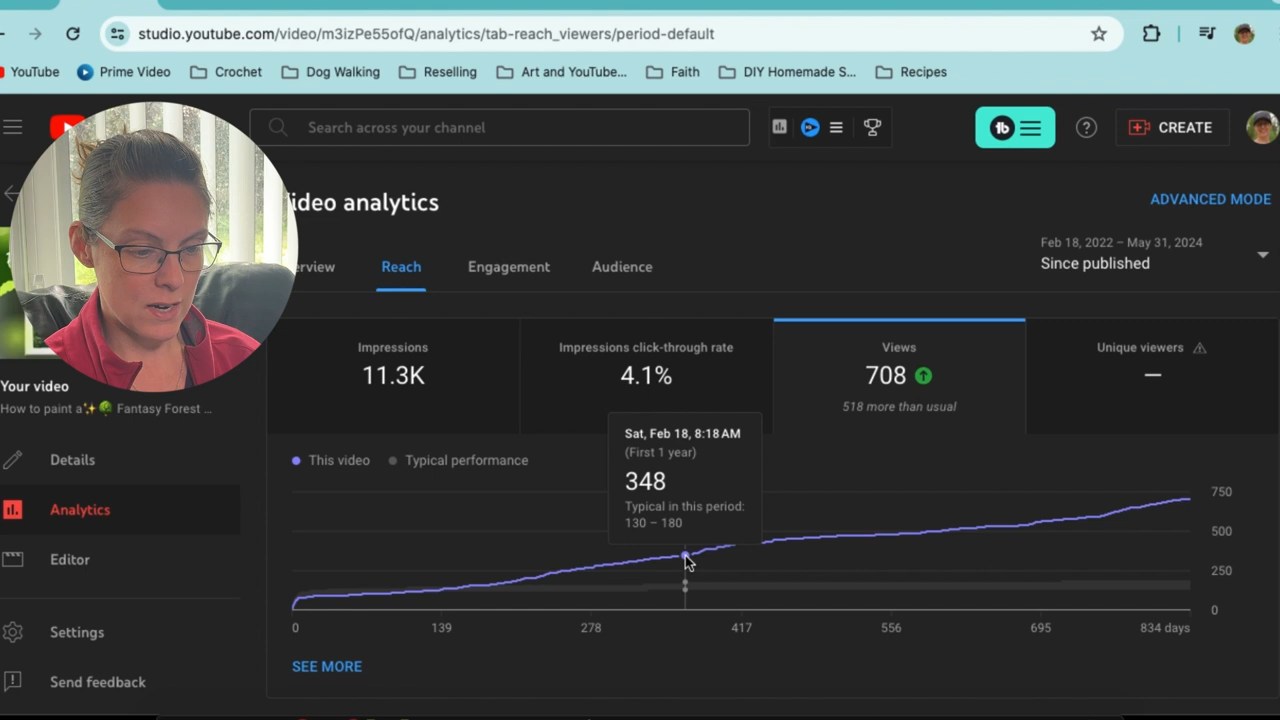 studio.youtube.com/video/m3izPe55ofQ/analytics/tab-reach_viewers/period-default
YouTube Prime Video Crochet Dog Walking Reselling Art and YouTube... Faith DIY Homemade S... Recipes
Search across your channel
tb
?
CREATE
ideo analytics
ADVANCED MODE
Feb 18, 2022 – May 31, 2024
Since published
erview Reach Engagement Audience
Impressions
11.3K
Impressions click-through rate
4.1%
Views
708
518 more than usual
Unique viewers
—
Your video
How to paint a✨🌳 Fantasy Forest ...
Details
Analytics
Editor
Settings
Send feedback
This video Typical performance
Sat, Feb 18, 8:18 AM
(First 1 year)
348
Typical in this period:
130 – 180
750
500
250
0
0 139 278 417 556 695 834 days
SEE MORE